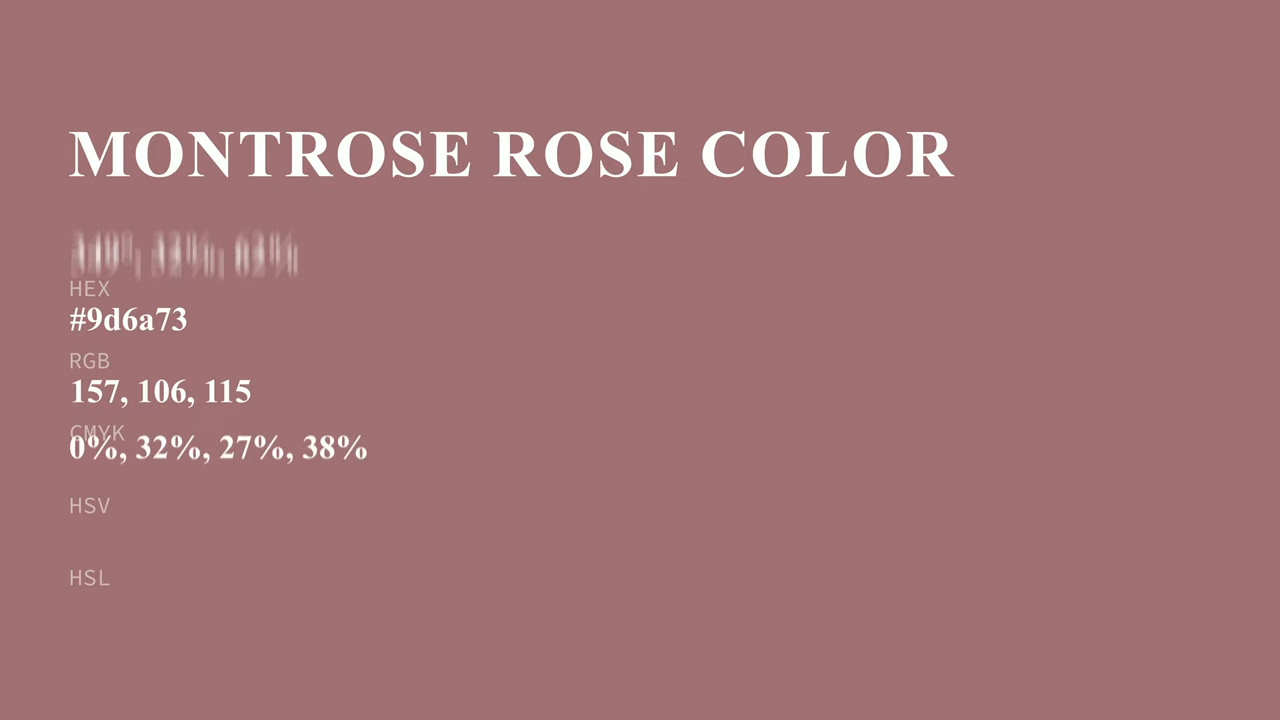 MONTROSE ROSE COLOR
HEX
#9d6a73
RGB
157, 106, 115
CMYK
0%, 32%, 27%, 38%
HSV
HSL